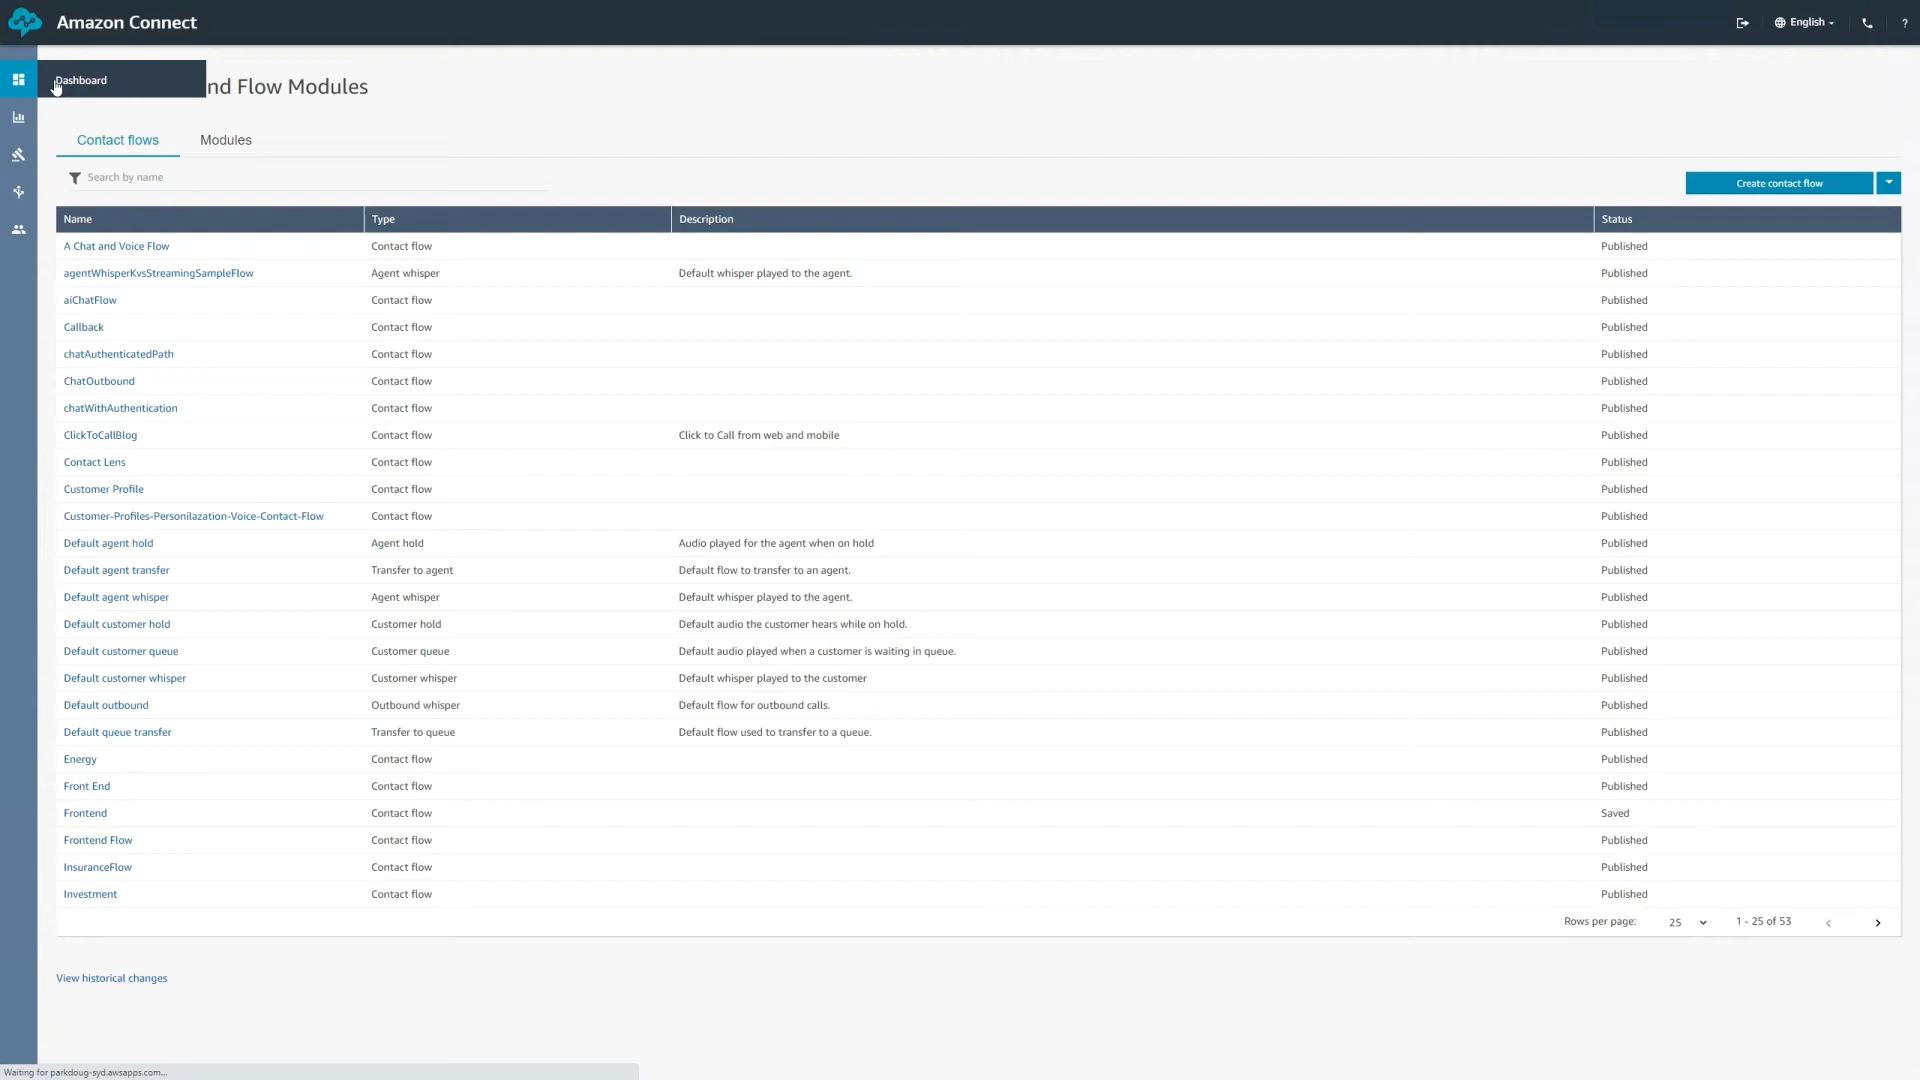 Amazon Connect
English
?
Dashboard
nd Flow Modules
Contact flows Modules
Search by name
Create contact flow
Name Type Description Status
A Chat and Voice Flow Contact flow Published
agentWhisperKvsStreamingSampleFlow Agent whisper Default whisper played to the agent. Published
aiChatFlow Contact flow Published
Callback Contact flow Published
chatAuthenticatedPath Contact flow Published
ChatOutbound Contact flow Published
chatWithAuthentication Contact flow Published
ClickToCallBlog Contact flow Click to Call from web and mobile Published
Contact Lens Contact flow Published
Customer Profile Contact flow Published
Customer-Profiles-Personilazation-Voice-Contact-Flow Contact flow Published
Default agent hold Agent hold Audio played for the agent when on hold Published
Default agent transfer Transfer to agent Default flow to transfer to an agent. Published
Default agent whisper Agent whisper Default whisper played to the agent. Published
Default customer hold Customer hold Default audio the customer hears while on hold. Published
Default customer queue Customer queue Default audio played when a customer is waiting in queue. Published
Default customer whisper Customer whisper Default whisper played to the customer Published
Default outbound Outbound whisper Default flow for outbound calls. Published
Default queue transfer Transfer to queue Default flow used to transfer to a queue. Published
Energy Contact flow Published
Front End Contact flow Published
Frontend Contact flow Saved
Frontend Flow Contact flow Published
InsuranceFlow Contact flow Published
Investment Contact flow Published
Rows per page: 25 1 - 25 of 53
View historical changes
Waiting for parkdoug-syd.awsapps.com...